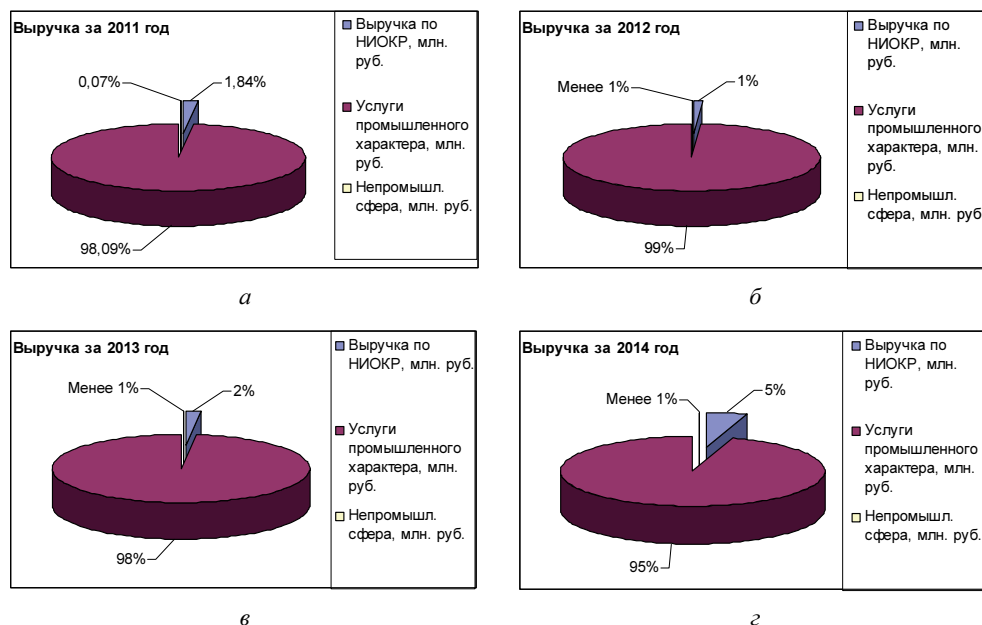 Выручка за 2011 год
0,07%
1,84%
98,09%
Выручка по
НИОКР, млн.
руб.
Услуги
промышленного
характера, млн.
руб.
Непромышл.
сфера, млн. руб.
а
Выручка за 2012 год
Менее 1%
1%
99%
Выручка по
НИОКР, млн.
руб.
Услуги
промышленного
характера, млн.
руб.
Непромышл.
сфера, млн. руб
б
Выручка за 2013 год
Менее 1%
2%
98%
Выручка по
НИОКР, млн. руб.
Услуги
промышленного
характера, млн.
руб.
Непромышл.
сфера, млн. руб.
в
Выручка за 2014 год
Менее 1%
5%
95%
Выручка по
НИОКР, млн.
руб.
Услуги
промышленного
характера, млн.
руб.
Непромышл.
сфера, млн. руб.
г